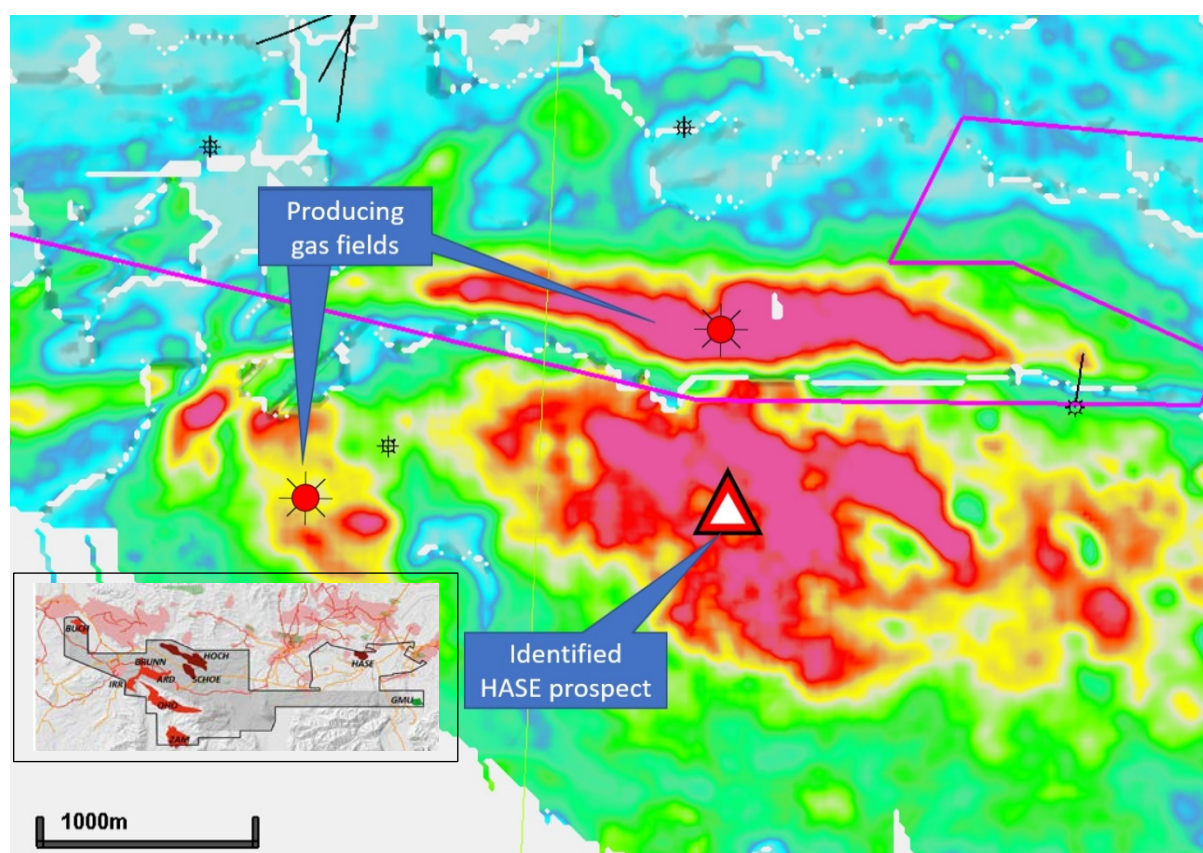 Producing
gas fields
Identified
HASE prospect
BUCH
HOCH
BRUNN
HASE
ARD
SCHOE
IRR
OHO
GMU
ZAM
1000m